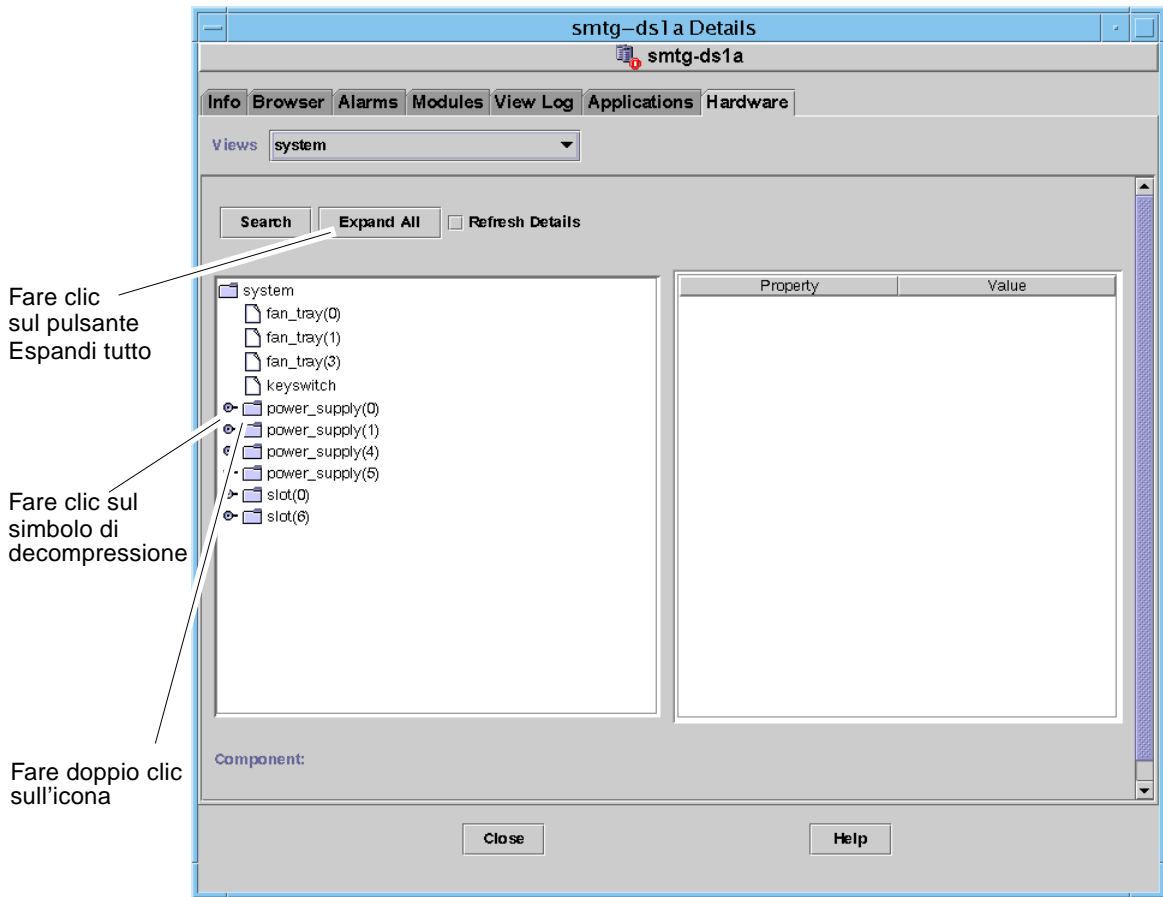 smtg–ds1a Details
smtg-ds1a
Info Browser Alarms Modules View Log Applications Hardware
Views system
Search Expand All Refresh Details
Fare clic
sul pulsante
Espandi tutto
system
fan_tray(0)
fan_tray(1)
fan_tray(3)
keyswitch
power_supply(0)
power_supply(1)
power_supply(4)
power_supply(5)
slot(0)
slot(6)
Property Value
Fare clic sul
simbolo di
decompressione
Fare doppio clic
sull'icona
Component:
Close Help